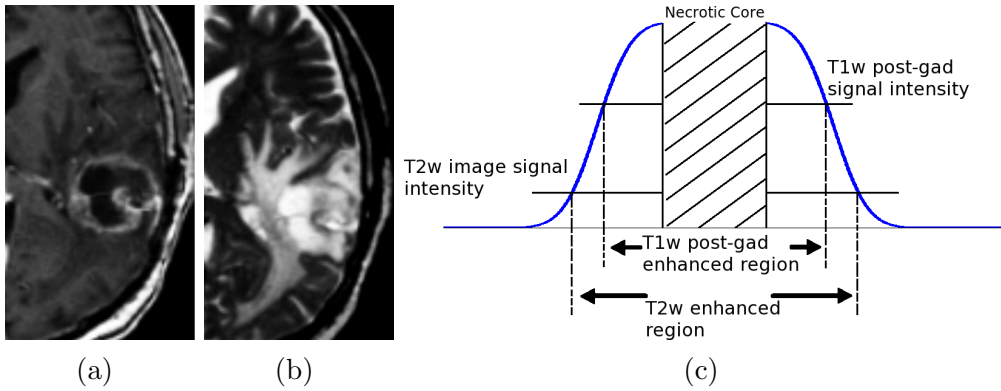 Necrotic Core
T1w post-gad
signal intensity
T2w image signal
intensity
T1w post-gad
enhanced region
T2w enhanced
region
(a)
(b)
(c)